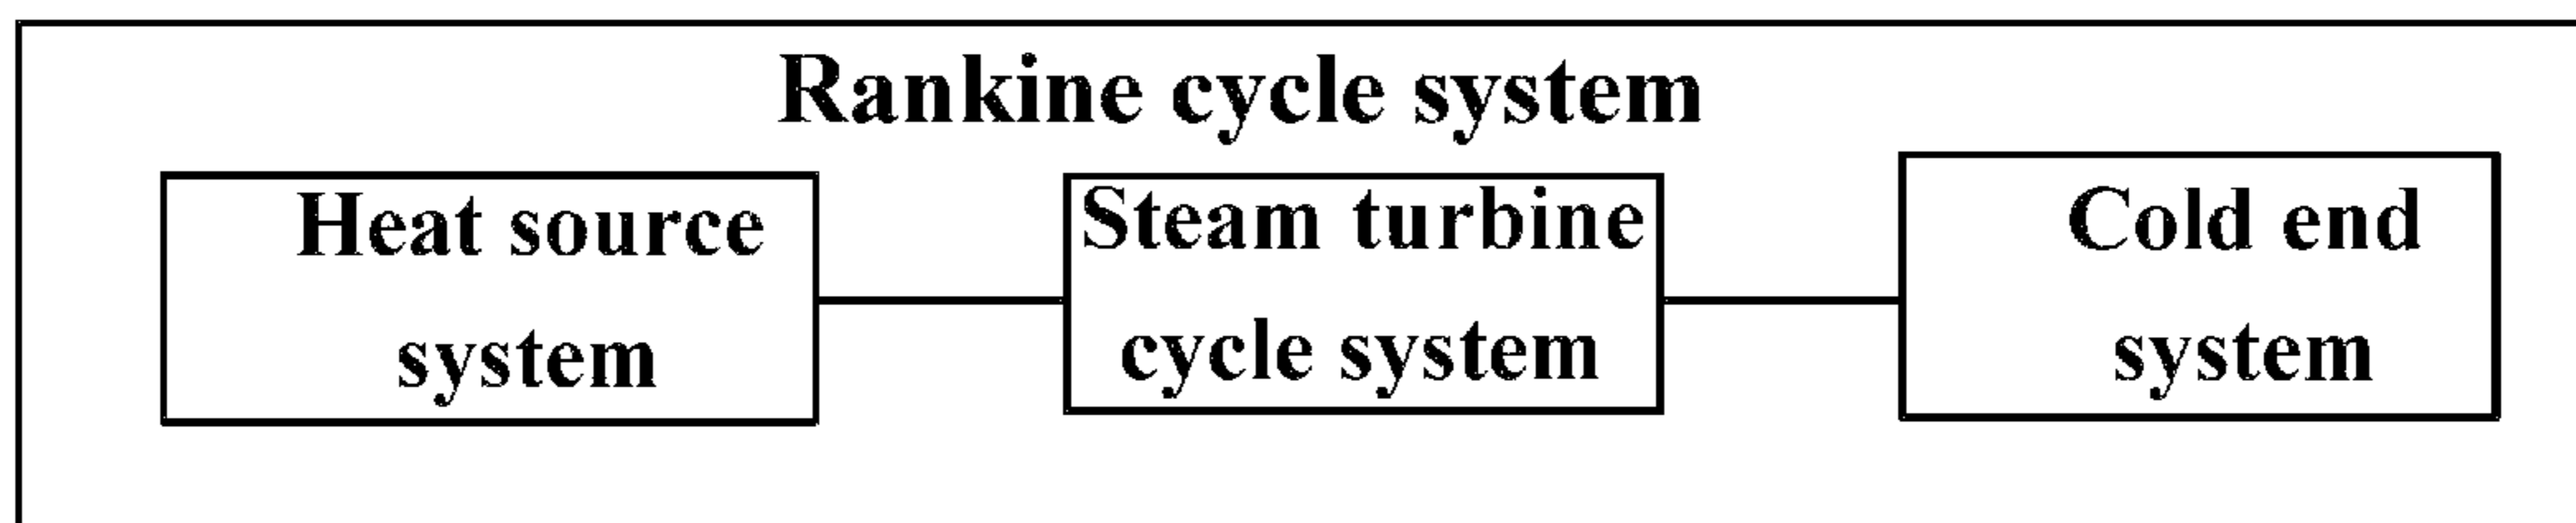 Rankine cycle system
Heat source
system
Steam turbine
cycle system
Cold end
system